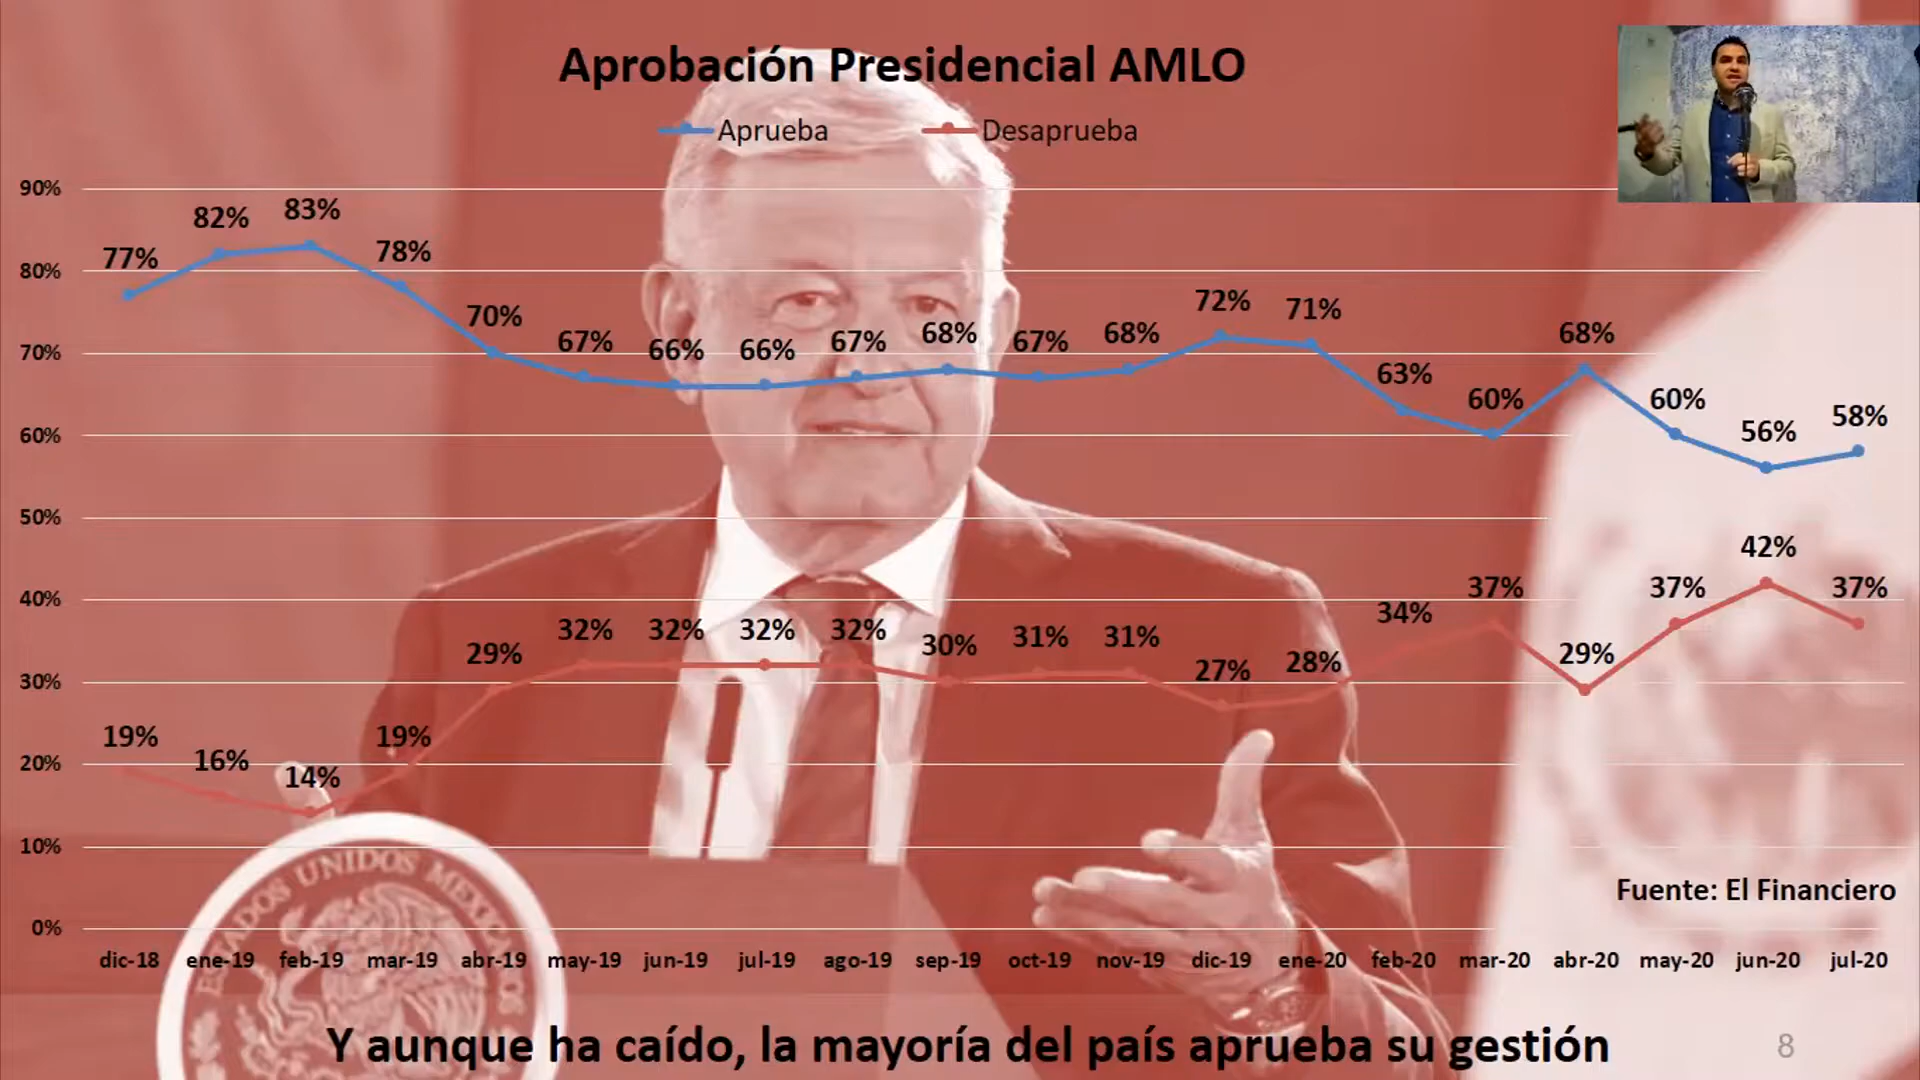 Aprobación Presidencial AMLO
Aprueba Desaprueba
90%
80%
70%
60%
50%
40%
30%
20%
10%
0%
77% 82% 83% 78% 70% 67% 66% 66% 67% 68% 67% 68% 72% 71% 63% 60% 68% 60% 56% 58%
19% 16% 14% 19% 29% 32% 32% 32% 32% 30% 31% 31% 27% 28% 34% 37% 29% 37% 42% 37%
ESTADOS UNIDOS MEXICANOS
Fuente: El Financiero
dic-18 ene-19 feb-19 mar-19 abr-19 may-19 jun-19 jul-19 ago-19 sep-19 oct-19 nov-19 dic-19 ene-20 feb-20 mar-20 abr-20 may-20 jun-20 jul-20
Y aunque ha caído, la mayoría del país aprueba su gestión
8